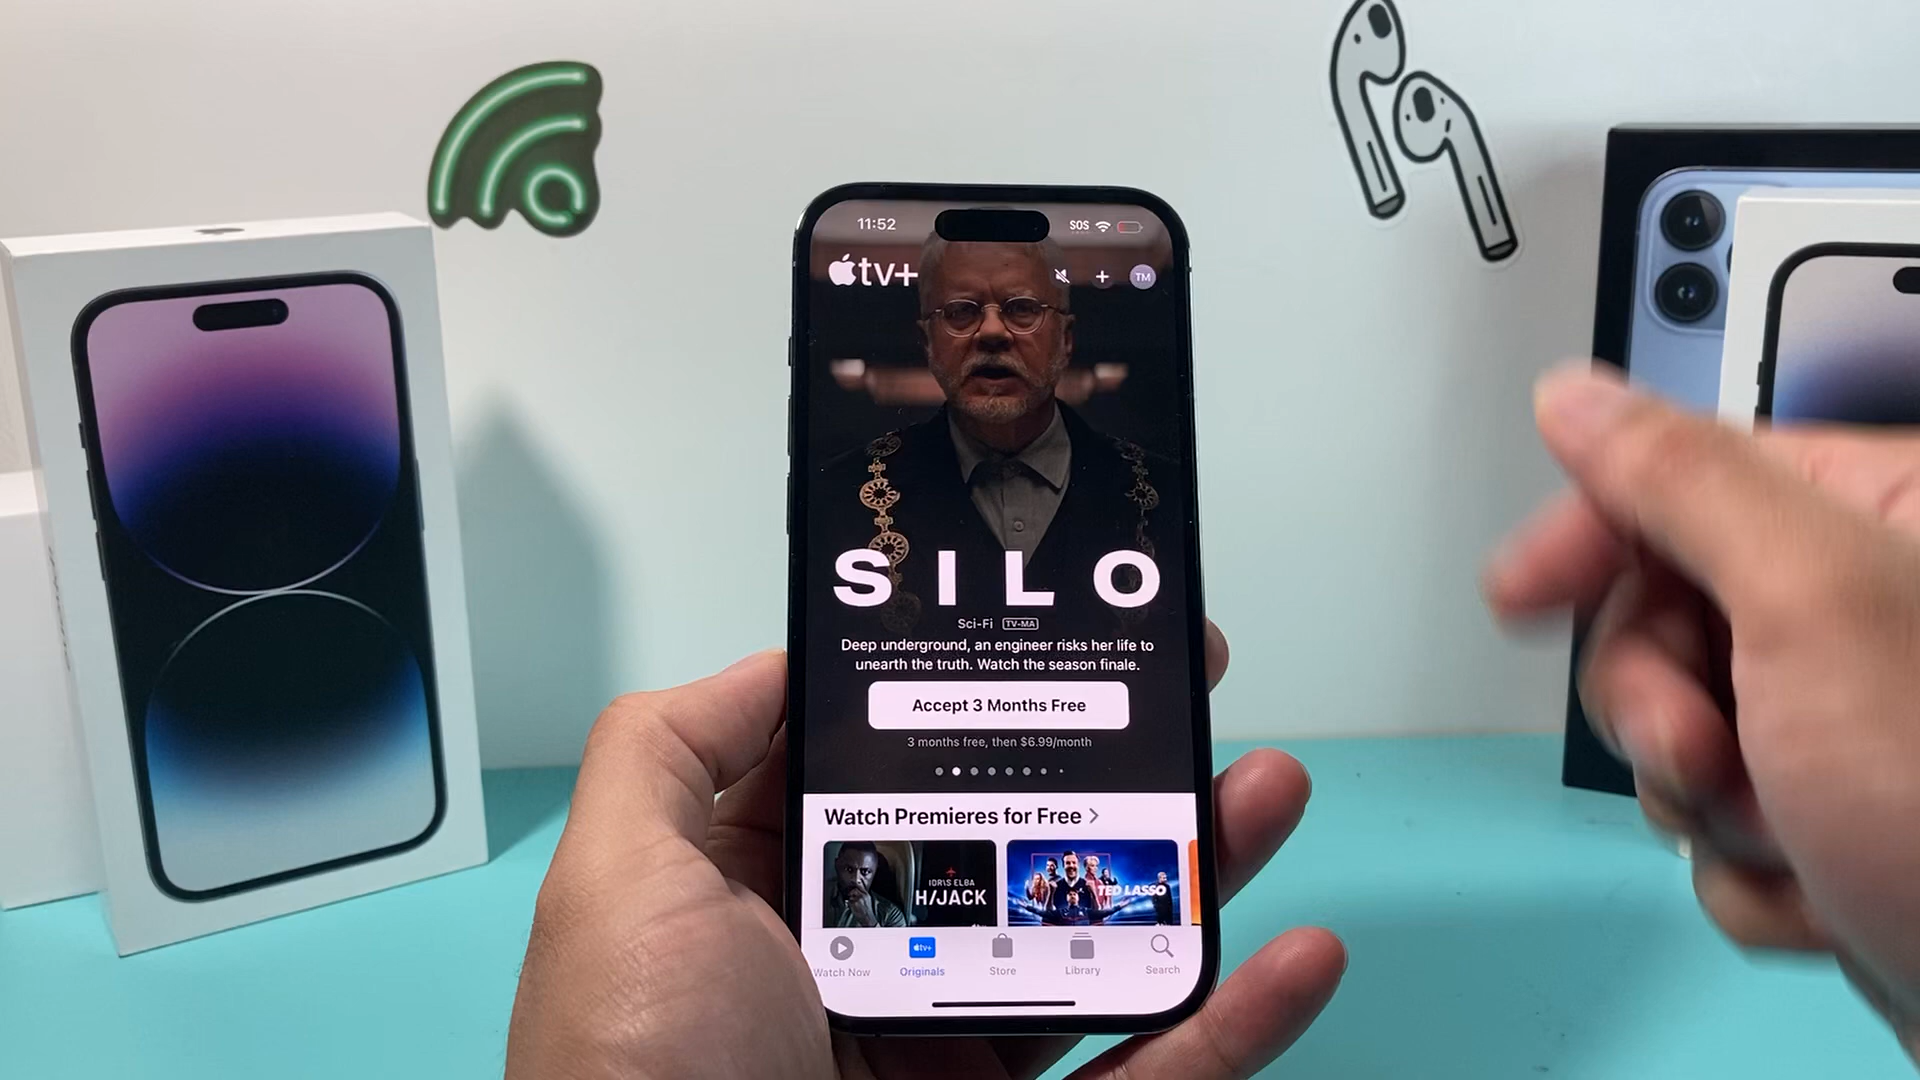 11:52
SOS
tv+
TM
SILO
Sci-Fi TV-MA
Deep underground, an engineer risks her life to
unearth the truth. Watch the season finale.
Accept 3 Months Free
3 months free, then $6.99/month
Watch Premieres for Free
IDRIS ELBA
H/JACK
TED LASSO
tv+
Watch Now
Originals
Store
Library
Search